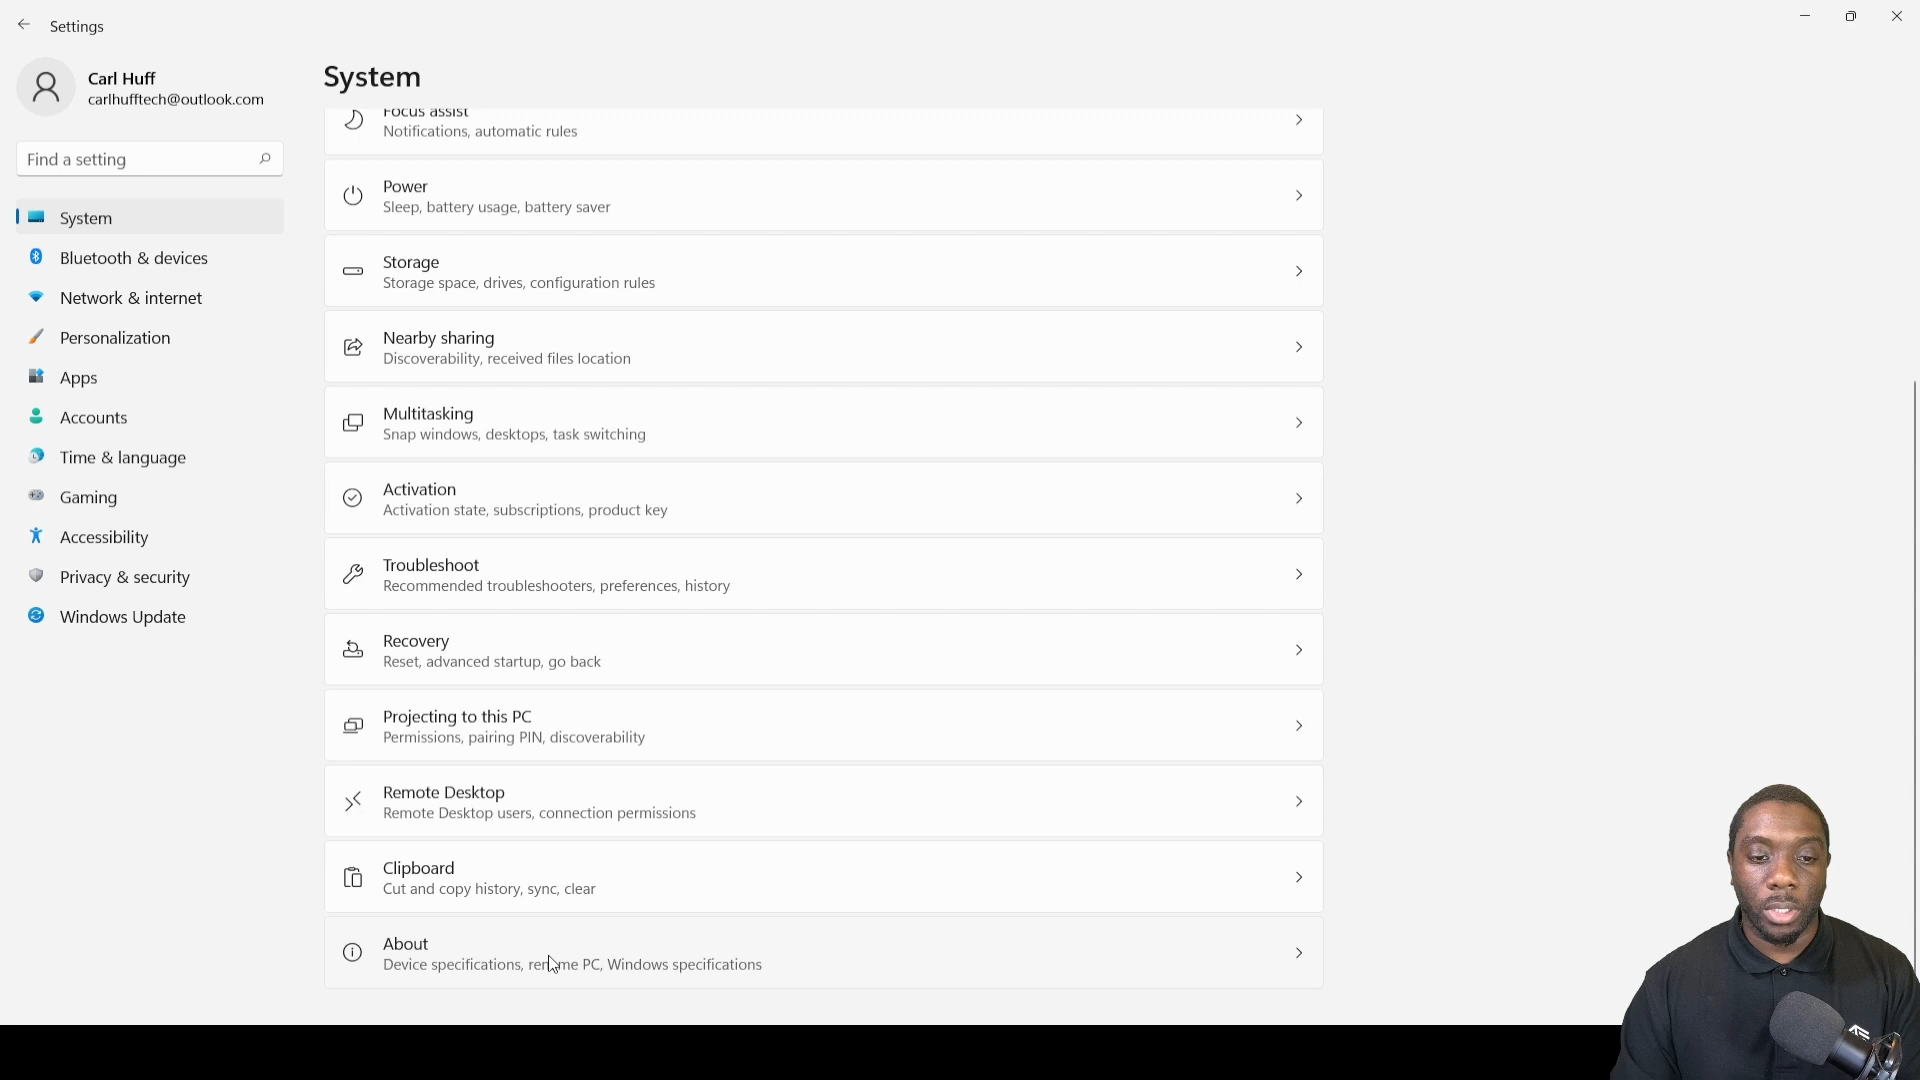 Settings
Carl Huff
carlhufftech@outlook.com
Find a setting
System
Bluetooth & devices
Network & internet
Personalization
Apps
Accounts
Time & language
Gaming
Accessibility
Privacy & security
Windows Update
System
Focus assist
Notifications, automatic rules
Power
Sleep, battery usage, battery saver
Storage
Storage space, drives, configuration rules
Nearby sharing
Discoverability, received files location
Multitasking
Snap windows, desktops, task switching
Activation
Activation state, subscriptions, product key
Troubleshoot
Recommended troubleshooters, preferences, history
Recovery
Reset, advanced startup, go back
Projecting to this PC
Permissions, pairing PIN, discoverability
Remote Desktop
Remote Desktop users, connection permissions
Clipboard
Cut and copy history, sync, clear
About
Device specifications, rename PC, Windows specifications